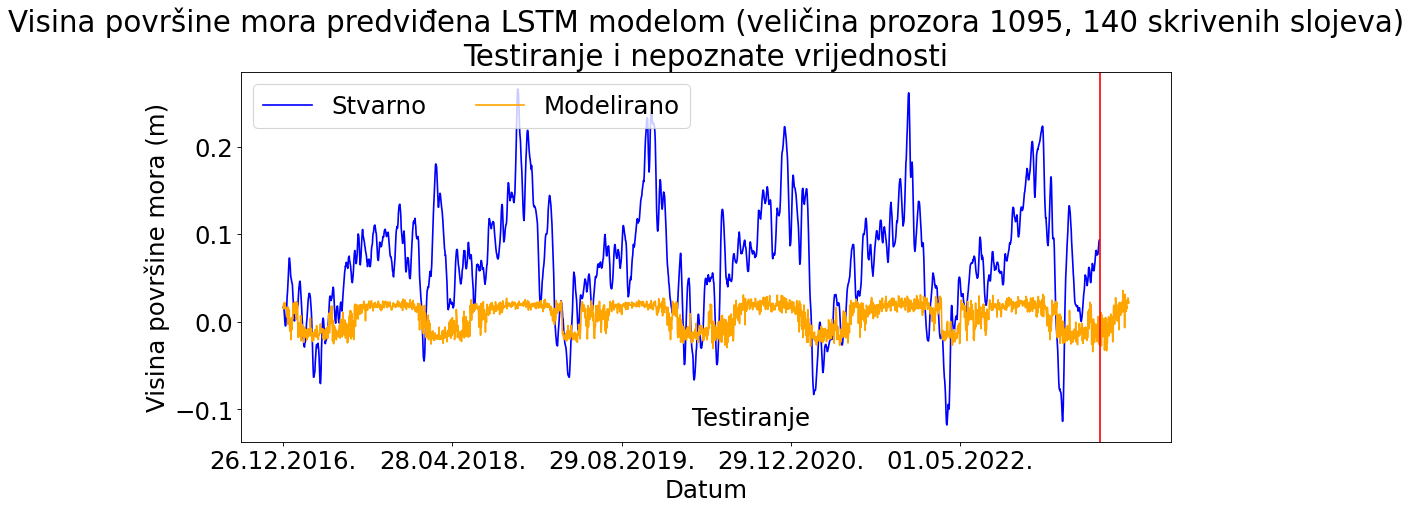 Visina površine mora predviđena LSTM modelom (veličina prozora 1095, 140 skrivenih slojeva)
Testiranje i nepoznate vrijednosti
Stvarno
Modelirano
Visina površine mora (m)
0.2
0.1
0.0
−0.1
Testiranje
26.12.2016.
28.04.2018.
29.08.2019.
29.12.2020.
01.05.2022.
Datum